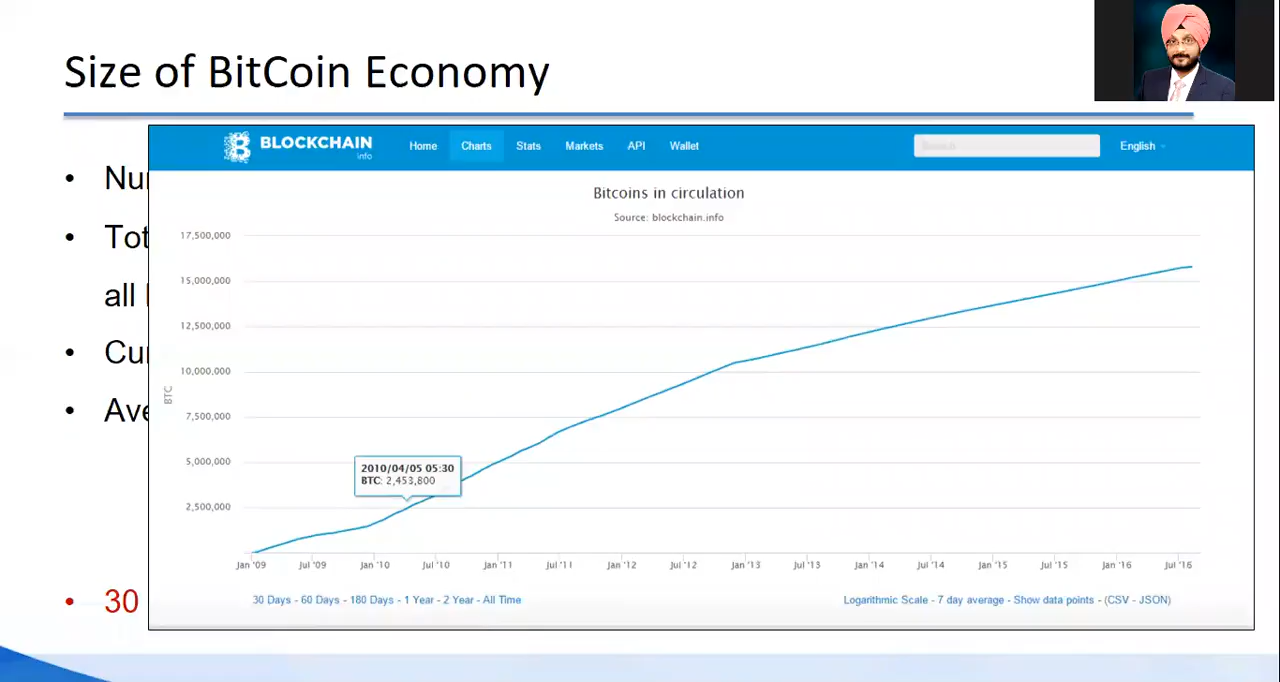 Size of BitCoin Economy
BLOCKCHAIN
info
Home Charts Stats Markets API Wallet
Search
English
Bitcoins in circulation
Source: blockchain.info
17,500,000
15,000,000
12,500,000
10,000,000
7,500,000
5,000,000
2,500,000
BTC
2010/04/05 05:30
BTC: 2,453,800
Jan '09 Jul '09 Jan '10 Jul '10 Jan '11 Jul '11 Jan '12 Jul '12 Jan '13 Jul '13 Jan '14 Jul '14 Jan '15 Jul '15 Jan '16 Jul '16
30 Days - 60 Days - 180 Days - 1 Year - 2 Year - All Time
Logarithmic Scale - 7 day average - Show data points - (CSV - JSON)
• 
• 
all
• 
• 
• 30